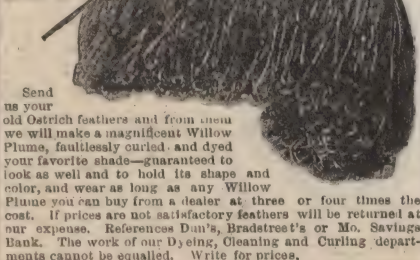 Send
us your
old Ostrich feathers and from them
we will make a magnificent Willow
Plume, faultlessly curled and dyed
your favorite shade—guaranteed to
look as well and to hold its shape and
color, and wear as long as any Willow
Plume you can buy from a dealer at three or four times the
cost. If prices are not satisfactory feathers will be returned at
our expense. References Dun's, Bradstreet's or Mo. Savings
Bank. The work of our Dyeing, Cleaning and Curling depart-
ments cannot be equalled. Write for prices.